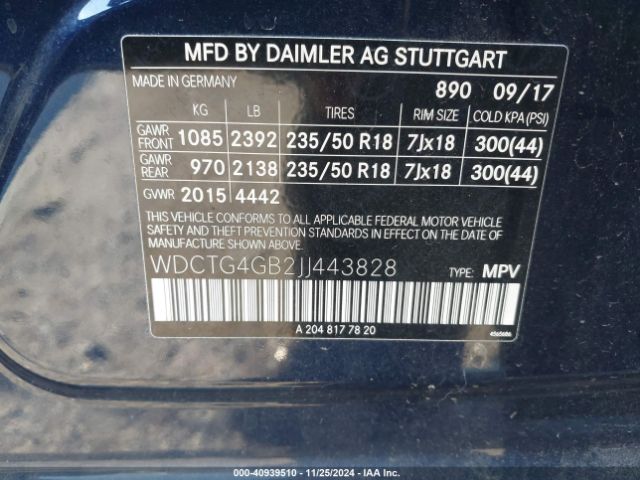 MFD BY DAIMLER AG STUTTGART
MADE IN GERMANY 890 09/17
KG LB TIRES RIM SIZE COLD KPA (PSI)
GAWR FRONT 1085 2392 235/50 R18 7Jx18 300(44)
GAWR REAR 970 2138 235/50 R18 7Jx18 300(44)
GWR 2015 4442
THIS VEHICLE CONFORMS TO ALL APPLICABLE FEDERAL MOTOR VEHICLE
SAFETY AND THEFT PREVENTION STANDARDS IN EFFECT ON THE DATE OF
MANUFACTURE SHOWN ABOVE.
WDCTG4GB2JJ443828 TYPE: MPV
A 204 817 78 20 4565686
000-40939510 - 11/25/2024 - IAA Inc.